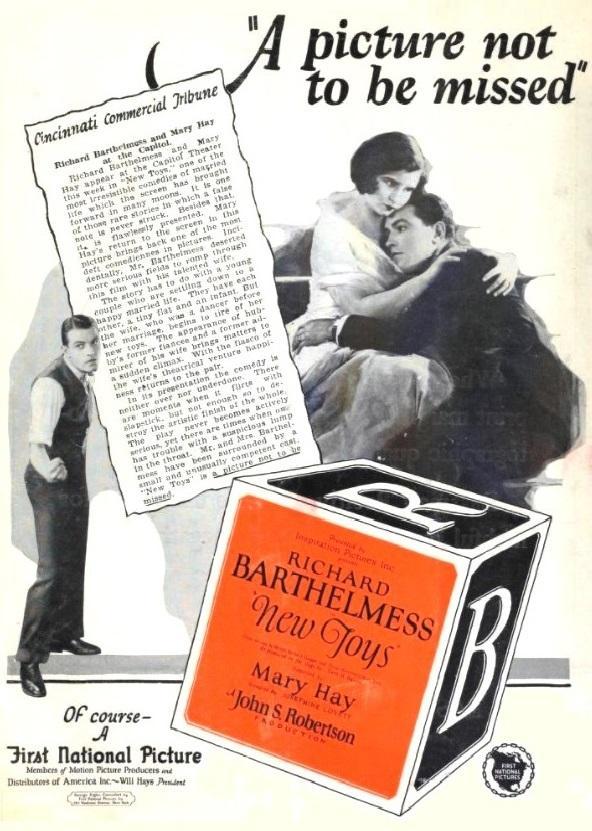 "A picture not
to be missed"
Cincinnati Commercial Tribune
Richard Barthelmess and Mary Hay
at the Capitol.
Richard Barthelmess and Mary
Hay appear at the Capitol Theater
this week in "New Toys," one of the
most irresistible comedies of married
life which the screen has brought
forward in many moons. It is one
of those rare stories in which a false
note is never struck. Besides that,
it is flawlessly presented. Mary
Hay's return to the screen in this
picture brings back one of the most
deft comediennes in pictures. Inci-
dentally, Mr. Barthelmess deserted
more serious fields to romp through
this film with his talented wife.
The story has to do with a young
couple who are settling down to a
happy married life. They have each
other, a tiny flat and an infant. But
the wife, who was a dancer before
her marriage, begins to tire of her
new toys. The appearance of hub-
by's former fiancee and a former ad-
mirer of his wife brings matters to
a sudden climax. With the fiasco of
the wife's theatrical venture happi-
ness returns to the pair.
In its presentation the comedy is
neither over nor underdone. There
are moments when it flirts with
slapstick, but not enough so to de-
stroy the artistic finish of the whole.
The play never becomes actively
serious, yet there are times when one
has trouble with a suspicious lump
in the throat. Mr. and Mrs. Barthel-
mess have been surrounded by a
small and unusually competent cast.
"New Toys" is a picture not to be
missed.
R
B
Presented by
Inspiration Pictures Inc.
RICHARD
BARTHELMESS
"New Toys"
Mary Hay
JOSEPHINE LOVETT
A John S. Robertson
PRODUCTION
Of course—
A
First National Picture
Members of Motion Picture Producers and
Distributors of America Inc.~Will Hays President
FIRST
NATIONAL
PICTURES